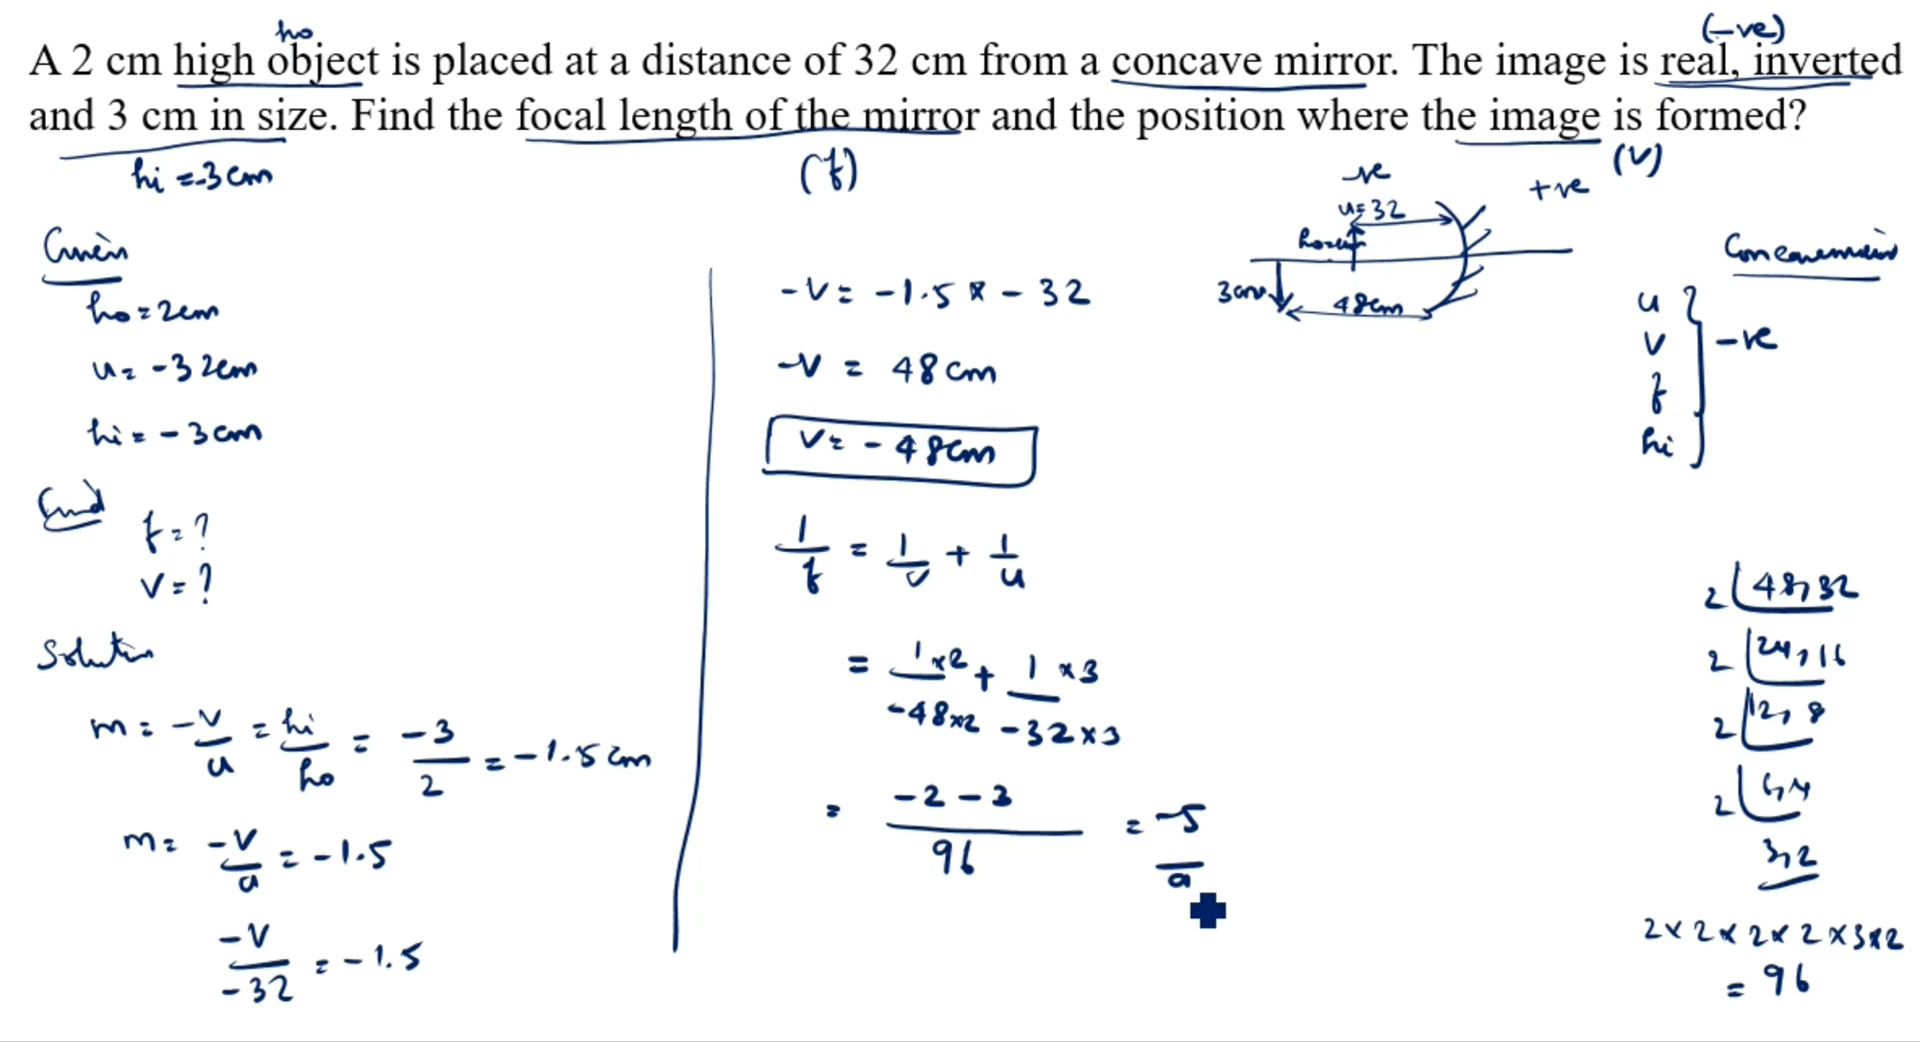 ho
(-ve)
A 2 cm high object is placed at a distance of 32 cm from a concave mirror. The image is real, inverted
and 3 cm in size. Find the focal length of the mirror and the position where the image is formed?
hi = -3 cm
(f)
(v)
-ve
+ve
u = 32
3 cm
48cm
Given
ho = 2cm
u = -32cm
hi = -3cm
Find
f = ?
v = ?
Solution
m = -v/u = hi/ho = -3/2 = -1.5 cm
m = -v/u = -1.5
-v/-32 = -1.5
-v = -1.5 × -32
-v = 48 cm
v = -48cm
1/f = 1/v + 1/u
= 1×2/-48×2 + 1×3/-32×3
= -2-3/96 = -5/9
u
v
f
hi
-ve
2 48, 32
2 24, 16
2 12, 8
2 6, 4
3, 2
2 × 2 × 2 × 2 × 3 × 2
= 96